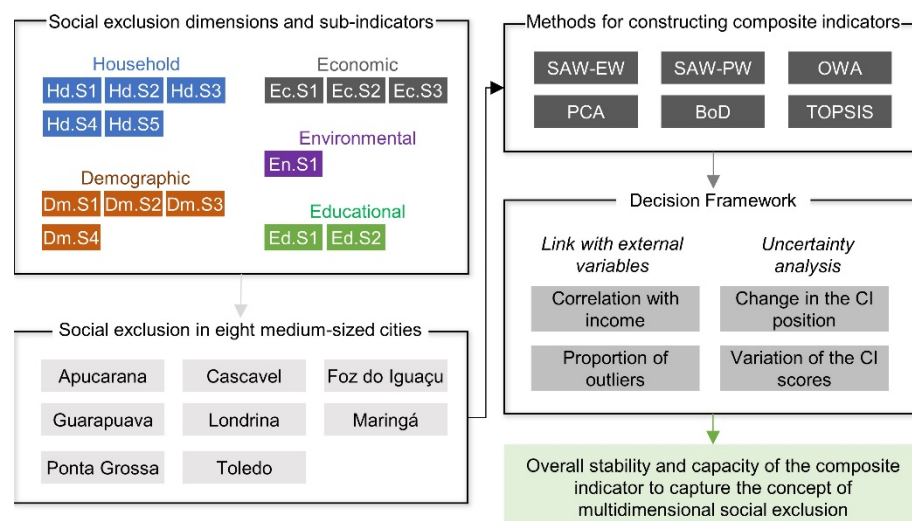 Social exclusion dimensions and sub-indicators
Household
Hd.S1 Hd.S2 Hd.S3
Hd.S4 Hd.S5
Economic
Ec.S1 Ec.S2 Ec.S3
Environmental
En.S1
Demographic
Dm.S1 Dm.S2 Dm.S3
Dm.S4
Educational
Ed.S1 Ed.S2
Social exclusion in eight medium-sized cities
Apucarana Cascavel Foz do Iguaçu
Guarapuava Londrina Maringá
Ponta Grossa Toledo
Methods for constructing composite indicators
SAW-EW SAW-PW OWA
PCA BoD TOPSIS
Decision Framework
Link with external
variables
Correlation with
income
Proportion of
outliers
Uncertainty
analysis
Change in the CI
position
Variation of the CI
scores
Overall stability and capacity of the composite
indicator to capture the concept of
multidimensional social exclusion